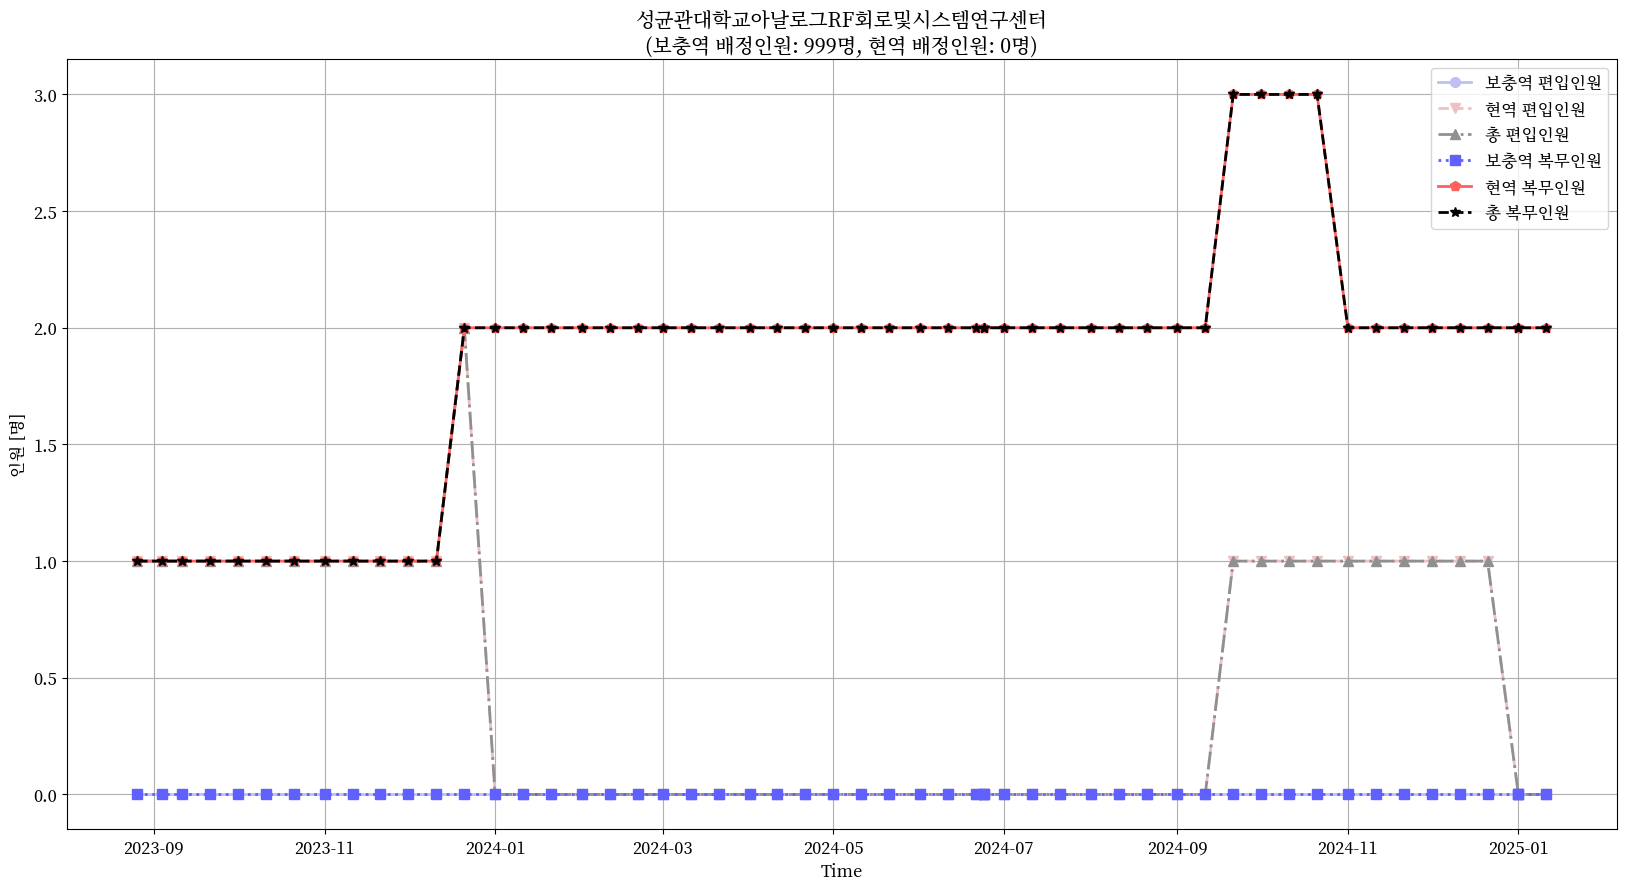 성균관대학교아날로그RF회로및시스템연구센터
(보충역 배정인원: 999명, 현역 배정인원: 0명)
보충역 편입인원
현역 편입인원
총 편입인원
보충역 복무인원
현역 복무인원
총 복무인원
인원 [명]
3.0
2.5
2.0
1.5
1.0
0.5
0.0
2023-09
2023-11
2024-01
2024-03
2024-05
2024-07
2024-09
2024-11
2025-01
Time